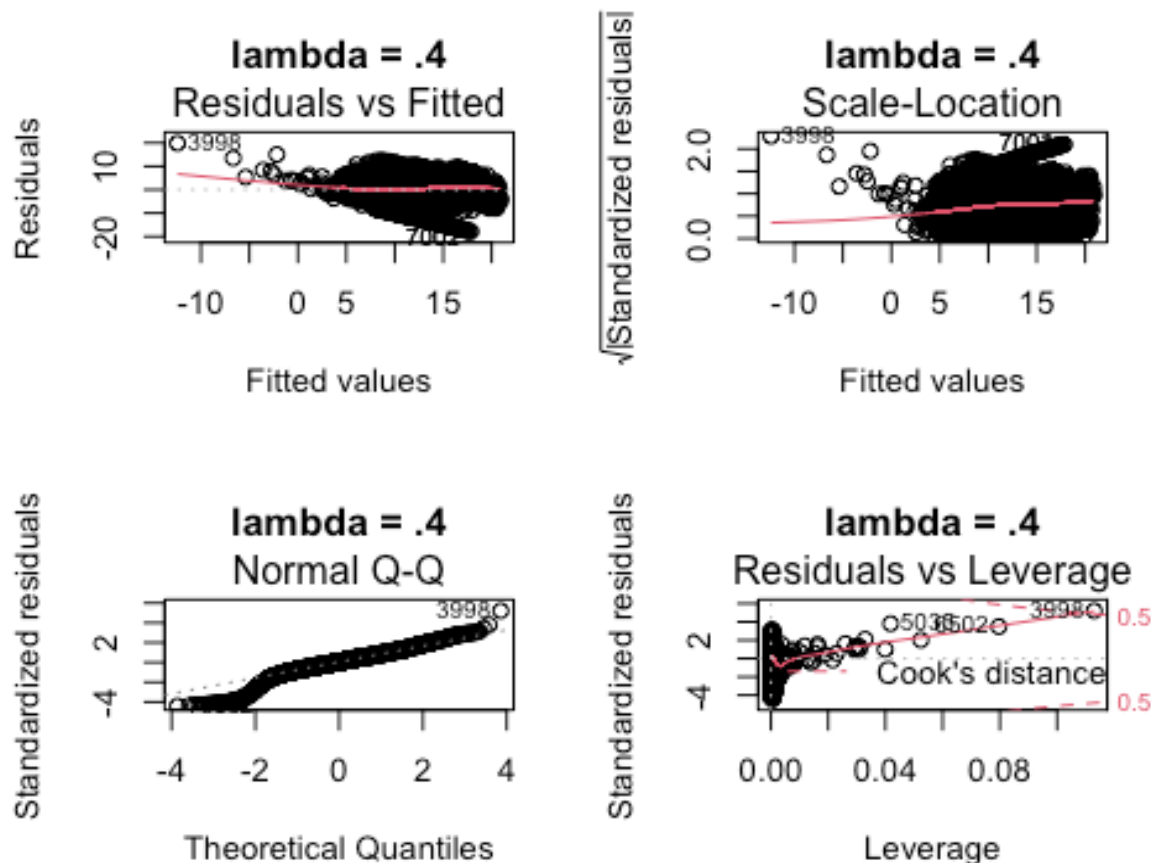 lambda = .4
Residuals vs Fitted
Residuals
10
-20
3998
-10 0 5 15
Fitted values
lambda = .4
Scale-Location
√|Standardized residuals|
2.0
0.0
3998
-10 0 5 15
Fitted values
lambda = .4
Normal Q-Q
Standardized residuals
2
-4
3998
-4 -2 0 2 4
Theoretical Quantiles
lambda = .4
Residuals vs Leverage
Standardized residuals
2
-4
3998
0.5
Cook's distance
0.5
0.00 0.04 0.08
Leverage